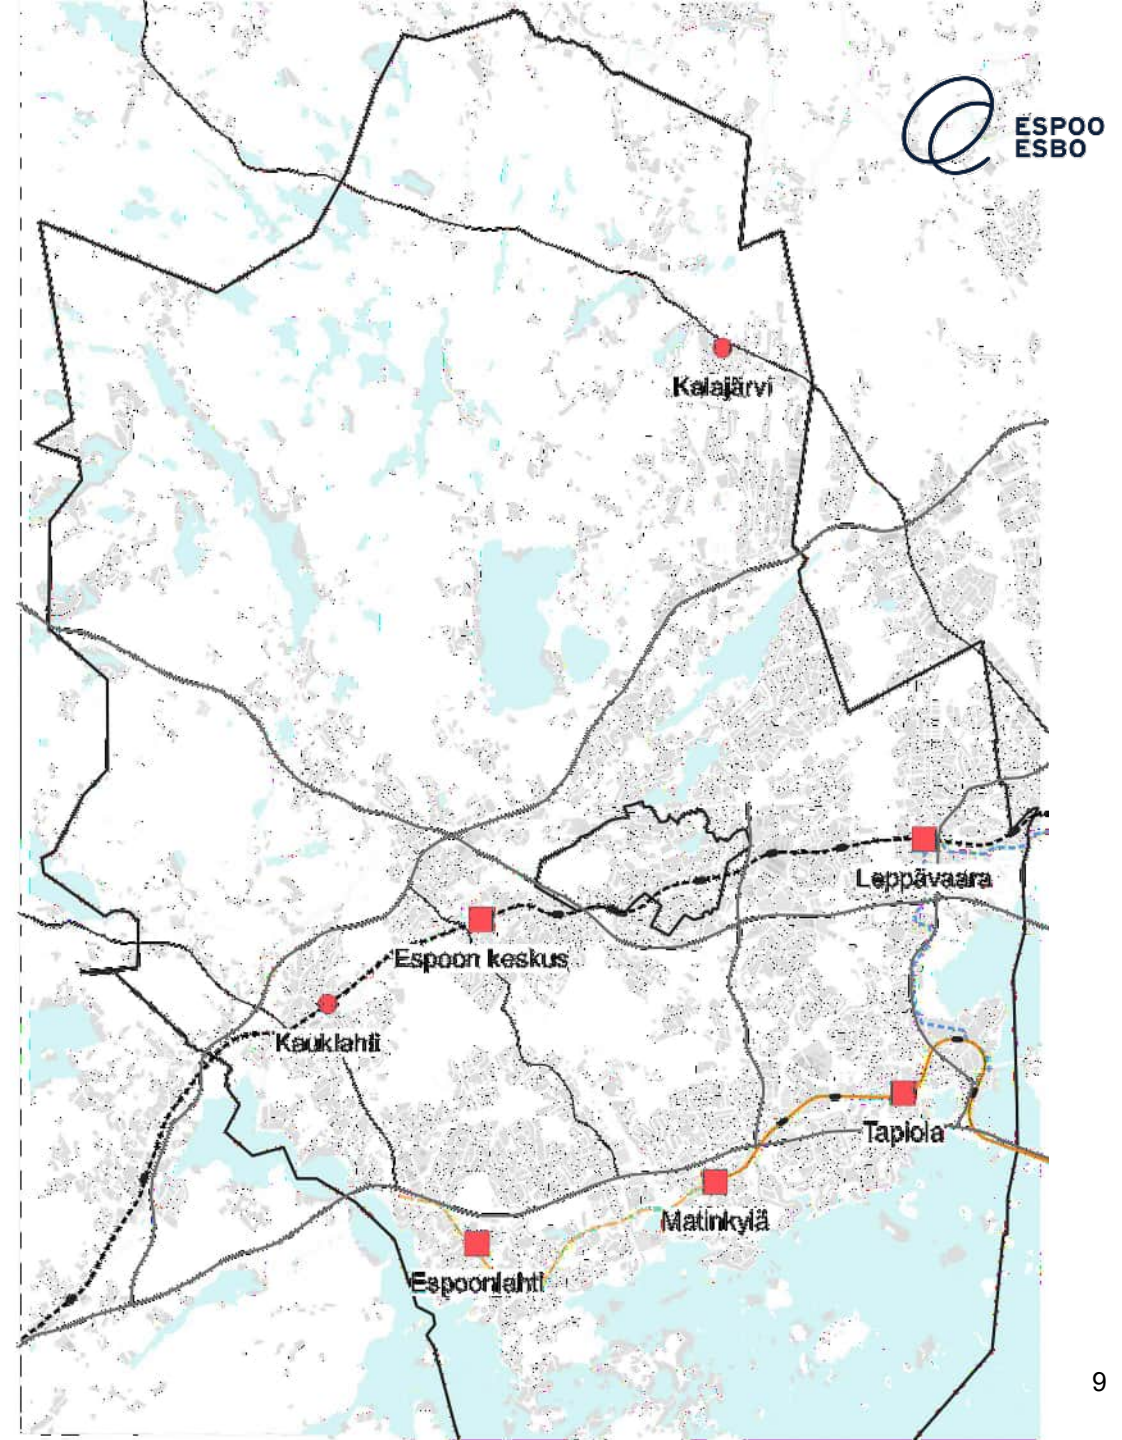 ESPOO
ESBO
Kalajärvi
Leppävaara
Espoon keskus
Kauklahti
Tapiola
Matinkylä
Espoonlahti
9